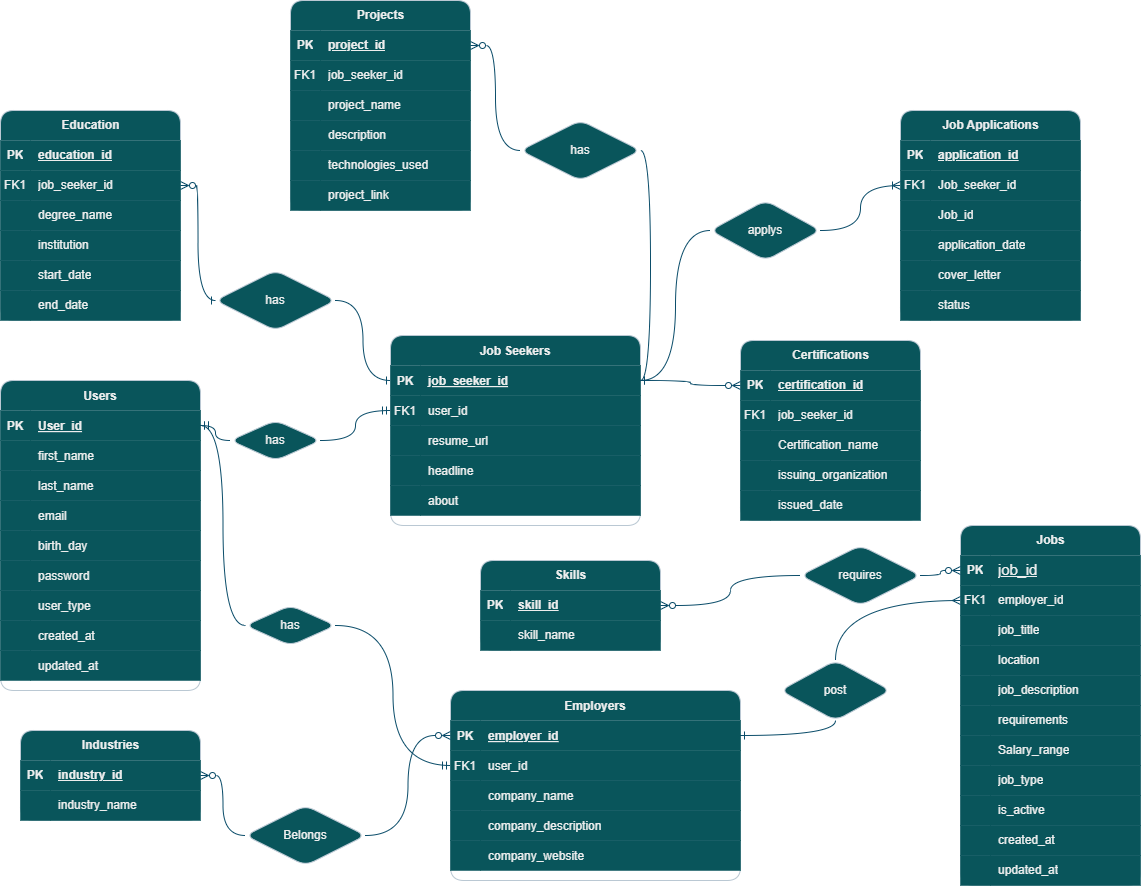 Projects
PK project_id
FK1 job_seeker_id
project_name
description
technologies_used
project_link
has
Education
PK education_id
FK1 job_seeker_id
degree_name
institution
start_date
end_date
has
Job Applications
PK application_id
FK1 Job_seeker_id
Job_id
application_date
cover_letter
status
applys
Job Seekers
PK job_seeker_id
FK1 user_id
resume_url
headline
about
Certifications
PK certification_id
FK1 job_seeker_id
Certification_name
issuing_organization
issued_date
Users
PK User_id
first_name
last_name
email
birth_day
password
user_type
created_at
updated_at
has
has
Skills
PK skill_id
skill_name
requires
Jobs
PK job_id
FK1 employer_id
job_title
location
job_description
requirements
Salary_range
job_type
is_active
created_at
updated_at
post
Employers
PK employer_id
FK1 user_id
company_name
company_description
company_website
Industries
PK industry_id
industry_name
Belongs